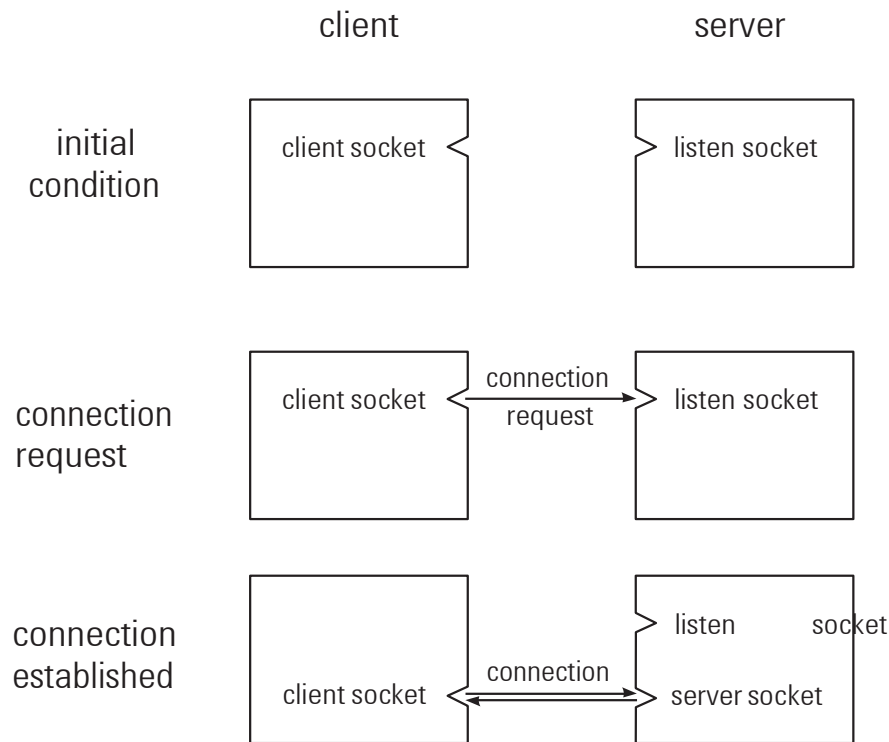 client server
initial
condition
client socket listen socket
connection
request
client socket connection listen socket
request
connection
established
listen socket
client socket connection server socket